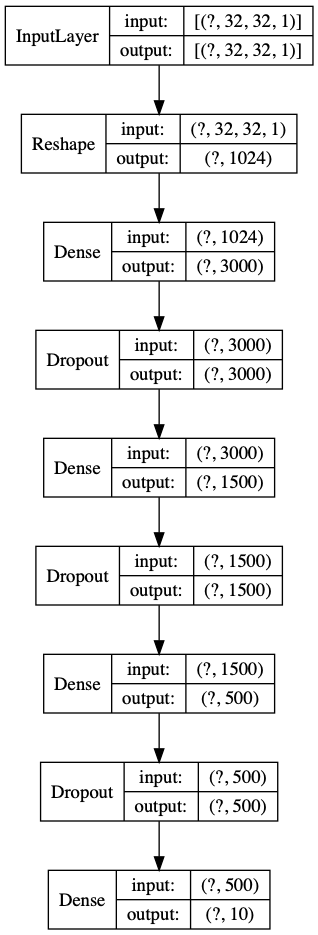 InputLayer
input: [(?, 32, 32, 1)]
output: [(?, 32, 32, 1)]
Reshape
input: (?, 32, 32, 1)
output: (?, 1024)
Dense
input: (?, 1024)
output: (?, 3000)
Dropout
input: (?, 3000)
output: (?, 3000)
Dense
input: (?, 3000)
output: (?, 1500)
Dropout
input: (?, 1500)
output: (?, 1500)
Dense
input: (?, 1500)
output: (?, 500)
Dropout
input: (?, 500)
output: (?, 500)
Dense
input: (?, 500)
output: (?, 10)